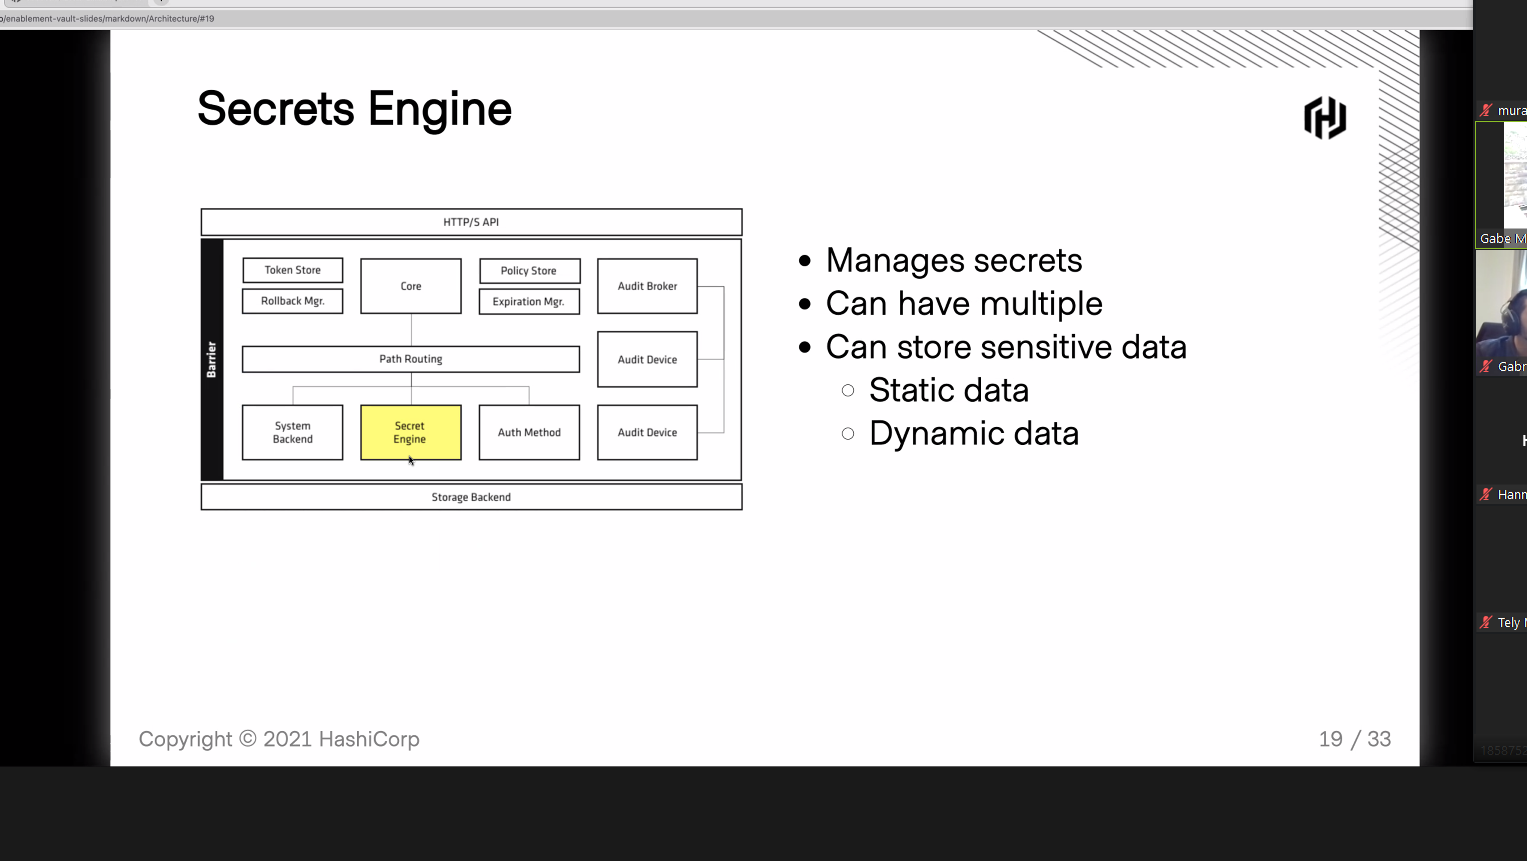 o/enablement-vault-slides/markdown/Architecture/#19
Secrets Engine
HTTP/S API
Barrier
Token Store
Rollback Mgr.
Core
Policy Store
Expiration Mgr.
Audit Broker
Path Routing
Audit Device
System
Backend
Secret
Engine
Auth Method
Audit Device
Storage Backend
Manages secrets
Can have multiple
Can store sensitive data
Static data
Dynamic data
Copyright © 2021 HashiCorp
19 / 33
mura
Gabe M
Gabr
H
Hann
Tely